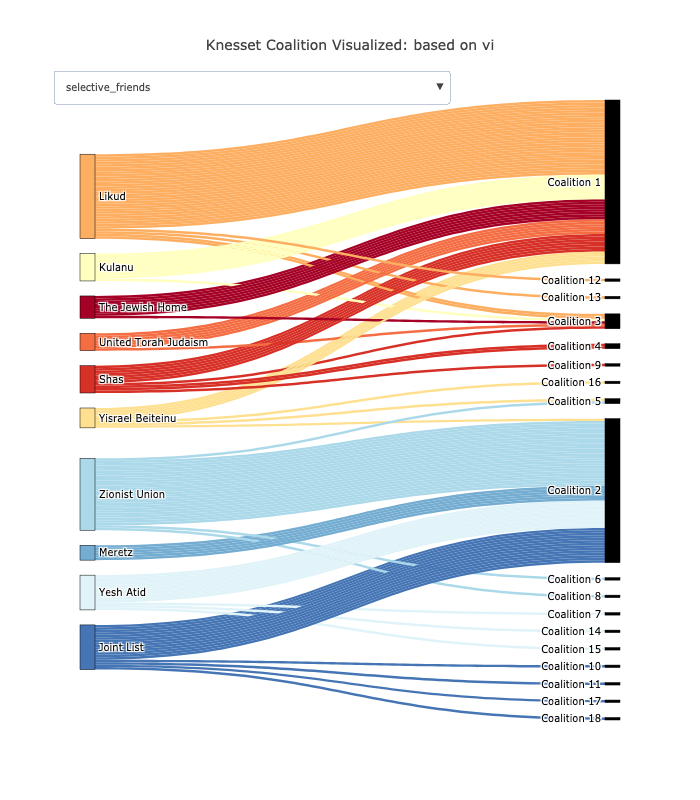 Knesset Coalition Visualized: based on vi
selective_friends
▼
Likud
Kulanu
The Jewish Home
United Torah Judaism
Shas
Yisrael Beiteinu
Zionist Union
Meretz
Yesh Atid
Joint List
Coalition 1
Coalition 12
Coalition 13
Coalition 3
Coalition 4
Coalition 9
Coalition 16
Coalition 5
Coalition 2
Coalition 6
Coalition 8
Coalition 7
Coalition 14
Coalition 15
Coalition 10
Coalition 11
Coalition 17
Coalition 18